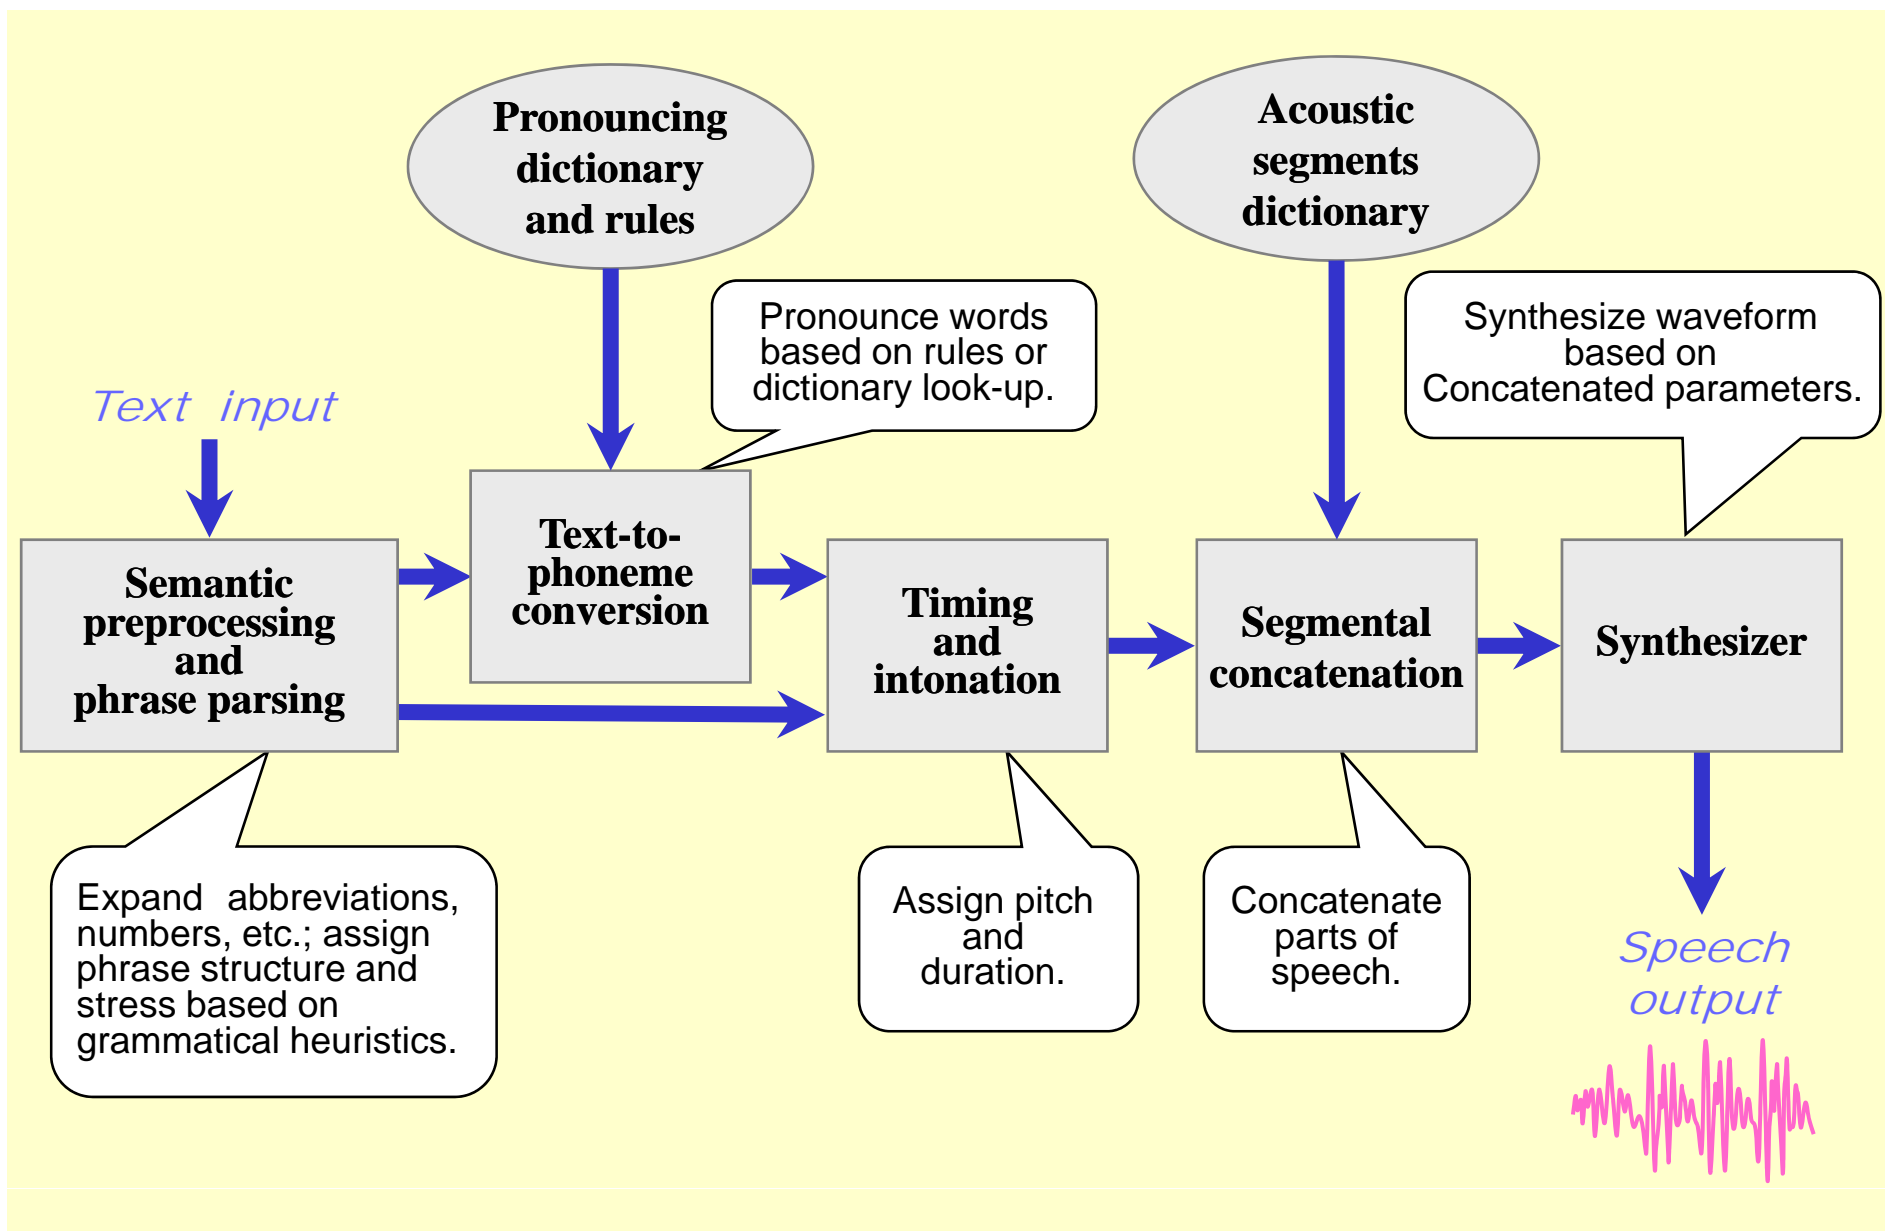 Pronouncing
dictionary
and rules
Acoustic
segments
dictionary
Pronounce words
based on rules or
dictionary look-up.
Synthesize waveform
based on
Concatenated parameters.
Text input
Semantic
preprocessing
and
phrase parsing
Text-to-
phoneme
conversion
Timing
and
intonation
Segmental
concatenation
Synthesizer
Expand abbreviations,
numbers, etc.; assign
phrase structure and
stress based on
grammatical heuristics.
Assign pitch
and
duration.
Concatenate
parts of
speech.
Speech
output